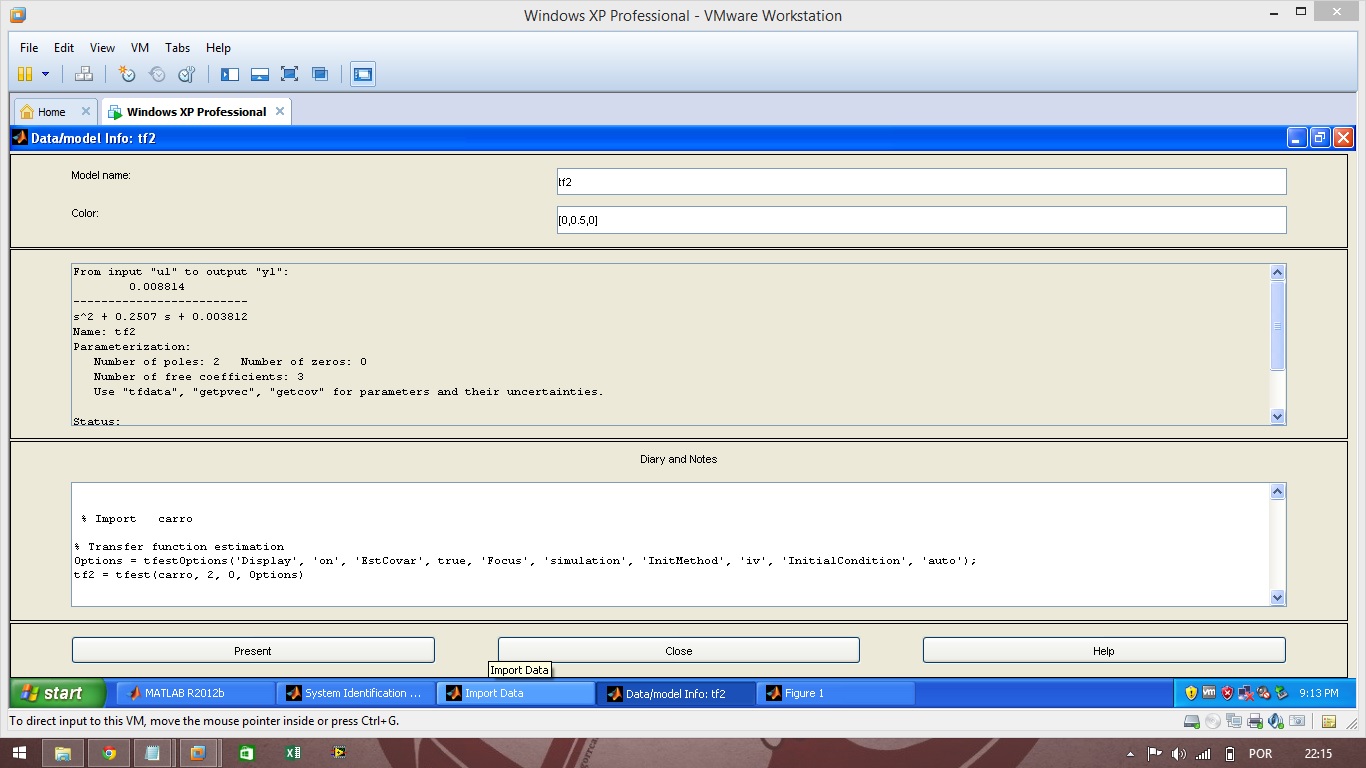 Windows XP Professional - VMware Workstation
File Edit View VM Tabs Help
Home Windows XP Professional
Data/model Info: tf2
Model name:
tf2
Color:
[0,0.5,0]
From input "u1" to output "y1":
0.008814
-------------------------
s^2 + 0.2507 s + 0.003812
Name: tf2
Parameterization:
Number of poles: 2 Number of zeros: 0
Number of free coefficients: 3
Use "tfdata", "getpvec", "getcov" for parameters and their uncertainties.
Status:
Diary and Notes
% Import carro
% Transfer function estimation
Options = tfestOptions('Display', 'on', 'EstCovar', true, 'Focus', 'simulation', 'InitMethod', 'iv', 'InitialCondition', 'auto');
tf2 = tfest(carro, 2, 0, Options)
Present Close Help
Import Data
start MATLAB R2012b System Identification ... Import Data Data/model Info: tf2 Figure 1 9:13 PM
To direct input to this VM, move the mouse pointer inside or press Ctrl+G.
POR 22:15